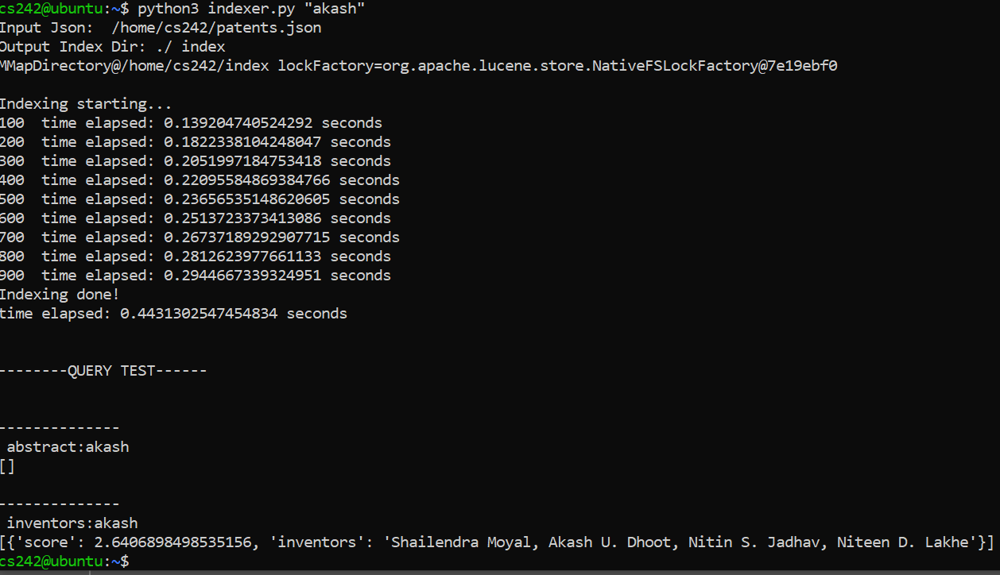 cs242@ubuntu:~$ python3 indexer.py "akash"
Input Json:  /home/cs242/patents.json
Output Index Dir: ./ index
MMapDirectory@/home/cs242/index lockFactory=org.apache.lucene.store.NativeFSLockFactory@7e19ebf0
Indexing starting...
100  time elapsed: 0.139204740524292 seconds
200  time elapsed: 0.1822338104248047 seconds
300  time elapsed: 0.2051997184753418 seconds
400  time elapsed: 0.22095584869384766 seconds
500  time elapsed: 0.23656535148620605 seconds
600  time elapsed: 0.2513723373413086 seconds
700  time elapsed: 0.26737189292907715 seconds
800  time elapsed: 0.2812623977661133 seconds
900  time elapsed: 0.2944667339324951 seconds
Indexing done!
time elapsed: 0.4431302547454834 seconds
--------QUERY TEST------
--------------
abstract:akash
[]
--------------
inventors:akash
[{'score': 2.6406898498535156, 'inventors': 'Shailendra Moyal, Akash U. Dhoot, Nitin S. Jadhav, Niteen D. Lakhe'}]
cs242@ubuntu:~$